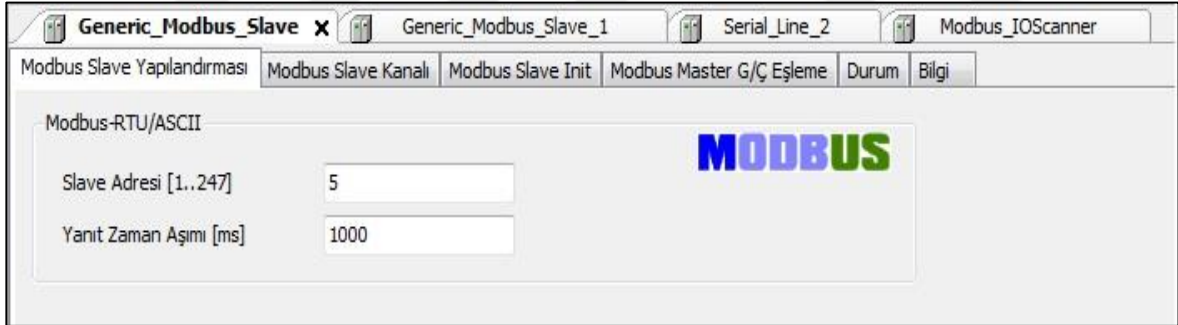 Generic_Modbus_Slave x Generic_Modbus_Slave_1 Serial_Line_2 Modbus_IOScanner
Modbus Slave Yapılandırması Modbus Slave Kanalı Modbus Slave Init Modbus Master G/Ç Eşleme Durum Bilgi
Modbus-RTU/ASCII
MODBUS
Slave Adresi [1..247] 5
Yanıt Zaman Aşımı [ms] 1000